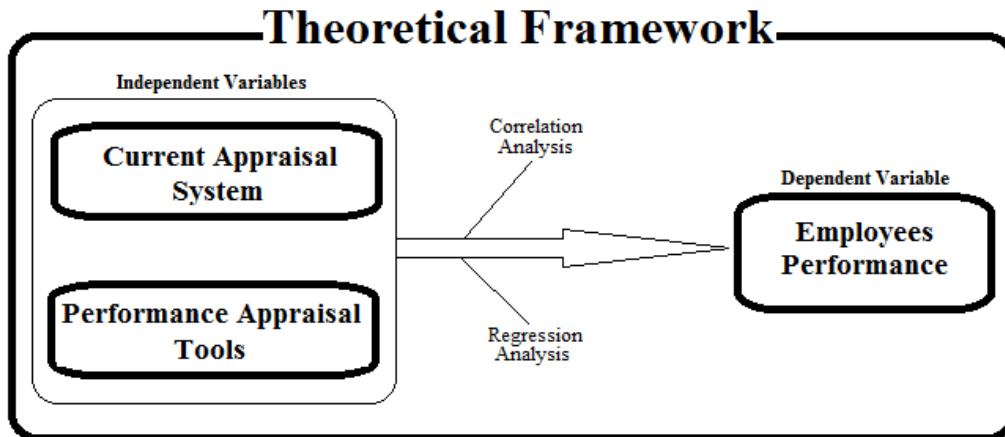 Theoretical Framework
Independent Variables
Current Appraisal
System
Performance Appraisal
Tools
Correlation
Analysis
Regression
Analysis
Dependent Variable
Employees
Performance